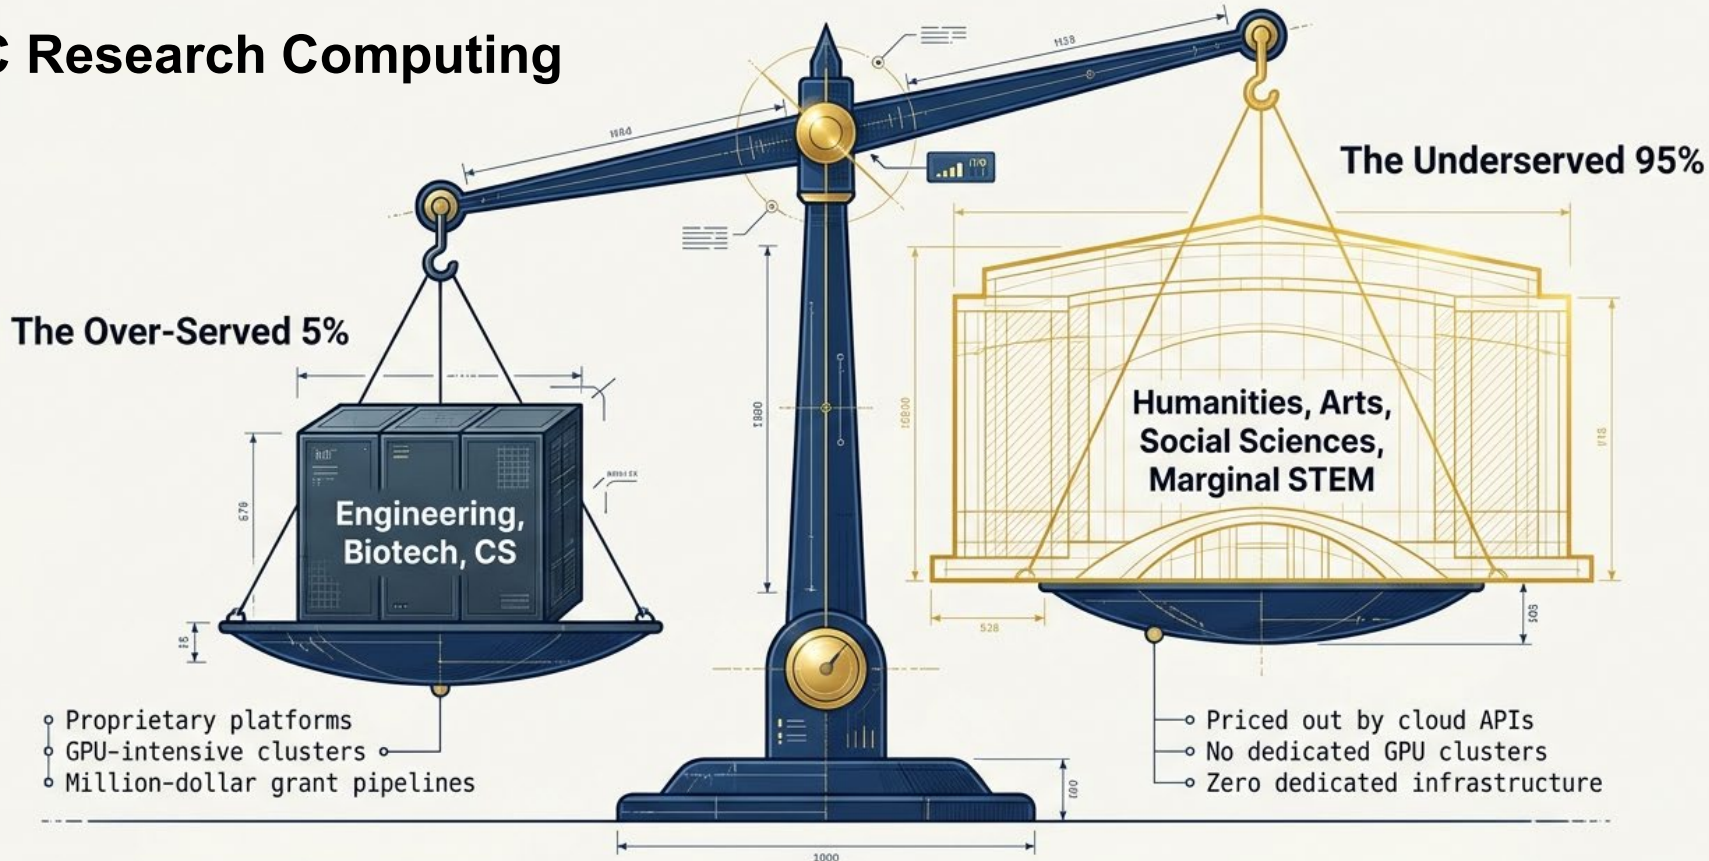 C Research Computing
The Underserved 95%
The Over-Served 5%
Humanities, Arts,
Social Sciences,
Marginal STEM
Engineering,
Biotech, CS
528
Proprietary platforms
GPU-intensive clusters
Million-dollar grant pipelines
Priced out by cloud APIs
No dedicated GPU clusters
Zero dedicated infrastructure
1000